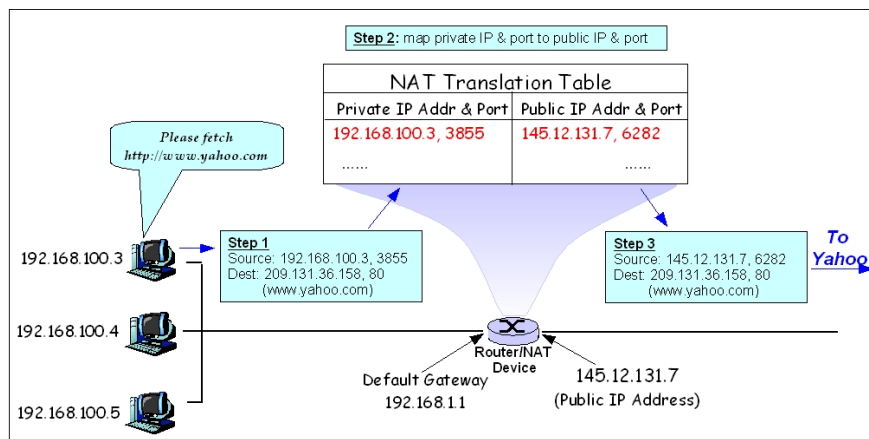 Step 2: map private IP & port to public IP & port
NAT Translation Table
Private IP Addr & Port
Public IP Addr & Port
192.168.100.3, 3855
145.12.131.7, 6282
......
......
Please fetch
http://www.yahoo.com
192.168.100.3
Step 1
Source: 192.168.100.3, 3855
Dest: 209.131.36.158, 80
(www.yahoo.com)
Step 3
Source: 145.12.131.7, 6282
Dest: 209.131.36.158, 80
(www.yahoo.com)
To
Yahoo
192.168.100.4
Router/NAT
Device
Default Gateway
192.168.1.1
145.12.131.7
(Public IP Address)
192.168.100.5